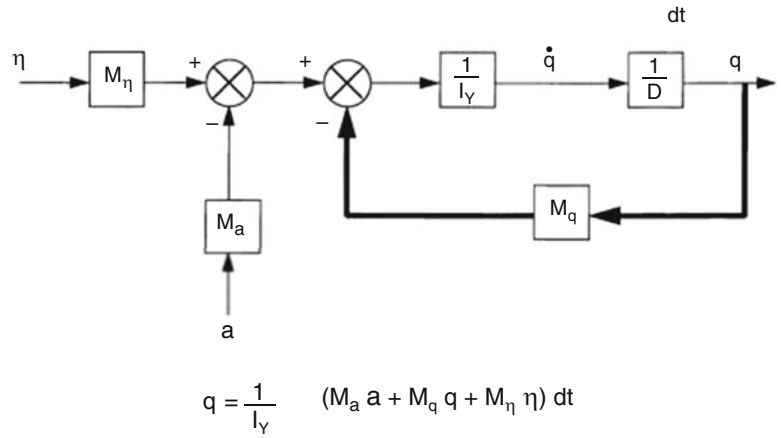 dt
η
M_η
+
−
+
−
1/I_Y
q̇
1/D
q
M_a
a
M_q
q = 1/I_Y (M_a a + M_q q + M_η η) dt